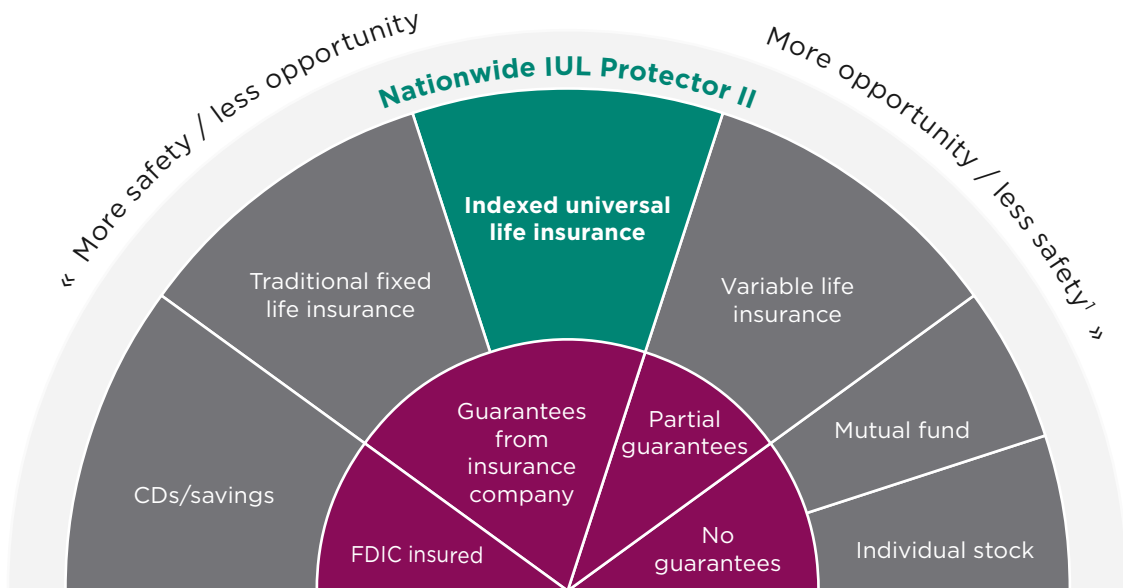 « More safety / less opportunity
Nationwide IUL Protector II
More opportunity / less safety¹ »
Indexed universal
life insurance
Traditional fixed
life insurance
Variable life
insurance
CDs/savings
Mutual fund
Individual stock
Guarantees
from
insurance
company
Partial
guarantees
FDIC insured
No
guarantees